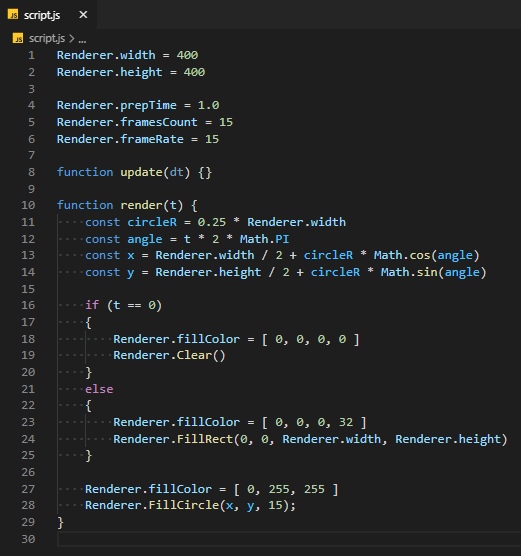 JS script.js ×
JS script.js > ...
1 Renderer.width = 400
2 Renderer.height = 400
3
4 Renderer.prepTime = 1.0
5 Renderer.framesCount = 15
6 Renderer.frameRate = 15
7
8 function update(dt) {}
9
10 function render(t) {
11 ····const circleR = 0.25 * Renderer.width
12 ····const angle = t * 2 * Math.PI
13 ····const x = Renderer.width / 2 + circleR * Math.cos(angle)
14 ····const y = Renderer.height / 2 + circleR * Math.sin(angle)
15
16 ····if (t == 0)
17 ····{
18 ········Renderer.fillColor = [ 0, 0, 0, 0 ]
19 ········Renderer.Clear()
20 ····}
21 ····else
22 ····{
23 ········Renderer.fillColor = [ 0, 0, 0, 32 ]
24 ········Renderer.FillRect(0, 0, Renderer.width, Renderer.height)
25 ····}
26
27 ····Renderer.fillColor = [ 0, 255, 255 ]
28 ····Renderer.FillCircle(x, y, 15);
29 }
30